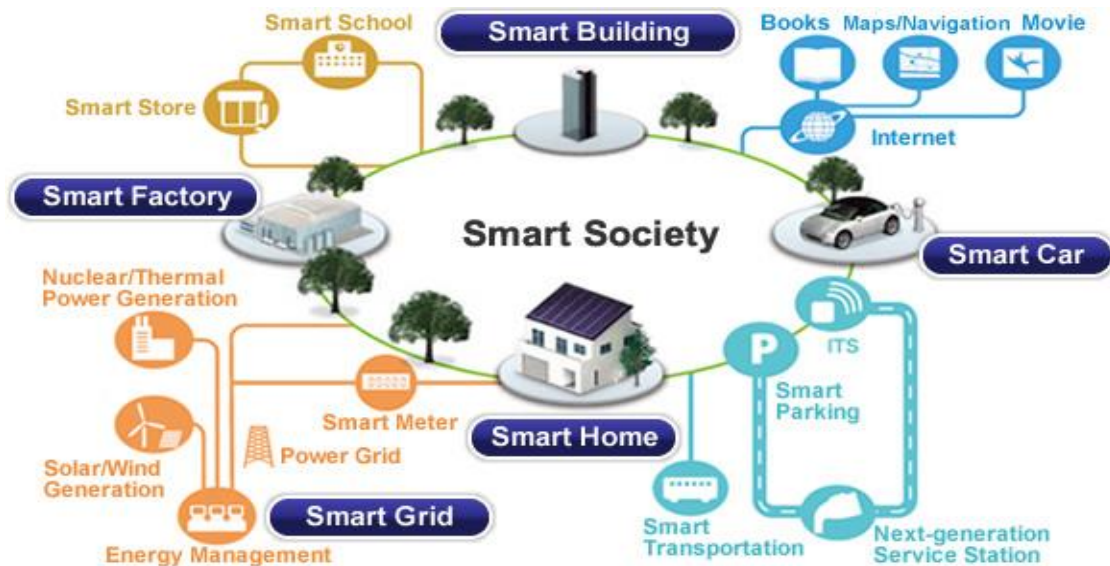 Smart School
Smart Building
Books Maps/Navigation Movie
Smart Store
Internet
Smart Factory
Smart Society
Smart Car
Nuclear/Thermal
Power Generation
ITS
P
Smart
Parking
Smart Meter
Smart Home
Solar/Wind
Generation
Power Grid
Smart Grid
Energy Management
Smart
Transportation
Next-generation
Service Station